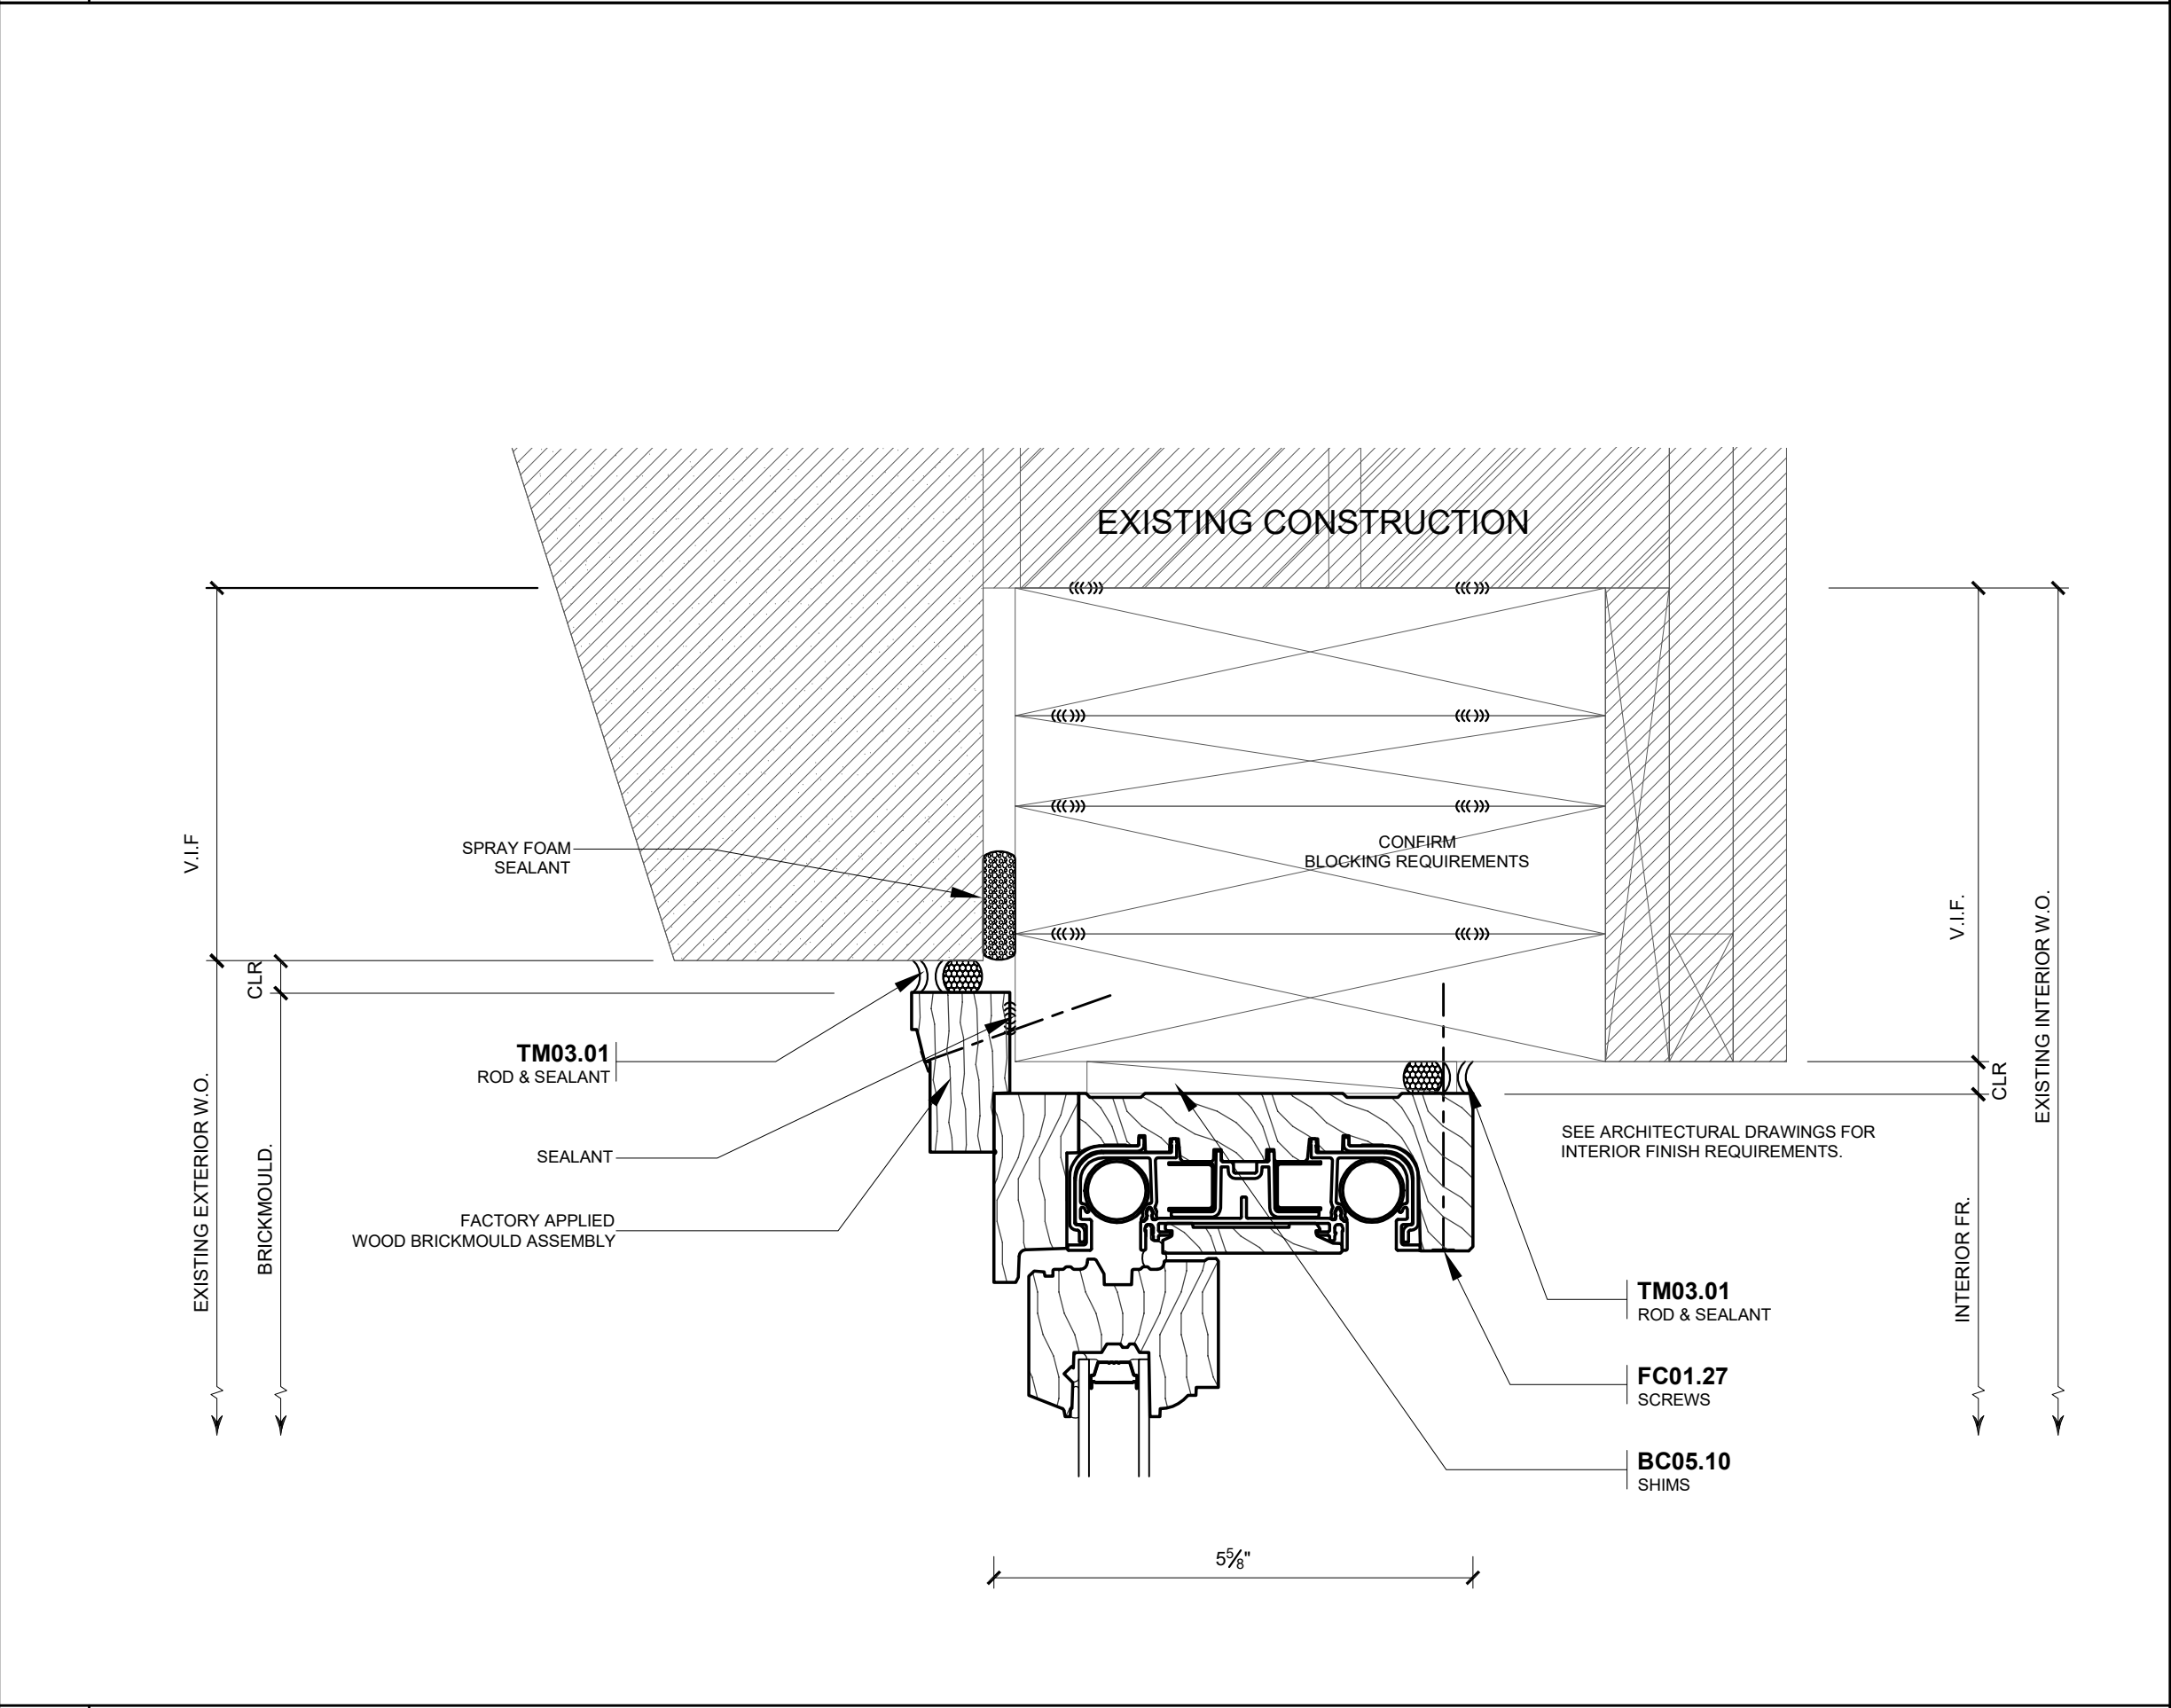 EXISTING CONSTRUCTION
CONFIRM
BLOCKING REQUIREMENTS
SPRAY FOAM
SEALANT
V.I.F
CLR
EXISTING EXTERIOR W.O.
BRICKMOULD.
TM03.01
ROD & SEALANT
SEALANT
FACTORY APPLIED
WOOD BRICKMOULD ASSEMBLY
V.I.F.
EXISTING INTERIOR W.O.
CLR
INTERIOR FR.
SEE ARCHITECTURAL DRAWINGS FOR
INTERIOR FINISH REQUIREMENTS.
TM03.01
ROD & SEALANT
FC01.27
SCREWS
BC05.10
SHIMS
5⅝"